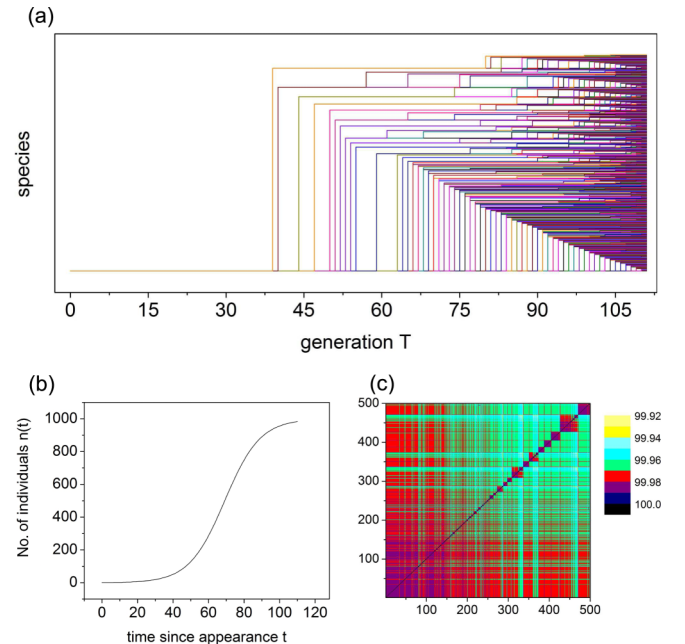 (a)
species
0 15 30 45 60 75 90 105
generation T
(b)
No. of individuals n(t)
1000
800
600
400
200
0
0 20 40 60 80 100 120
time since appearance t
(c)
500
400
300
200
100
100 200 300 400 500
99.92
99.94
99.96
99.98
100.0